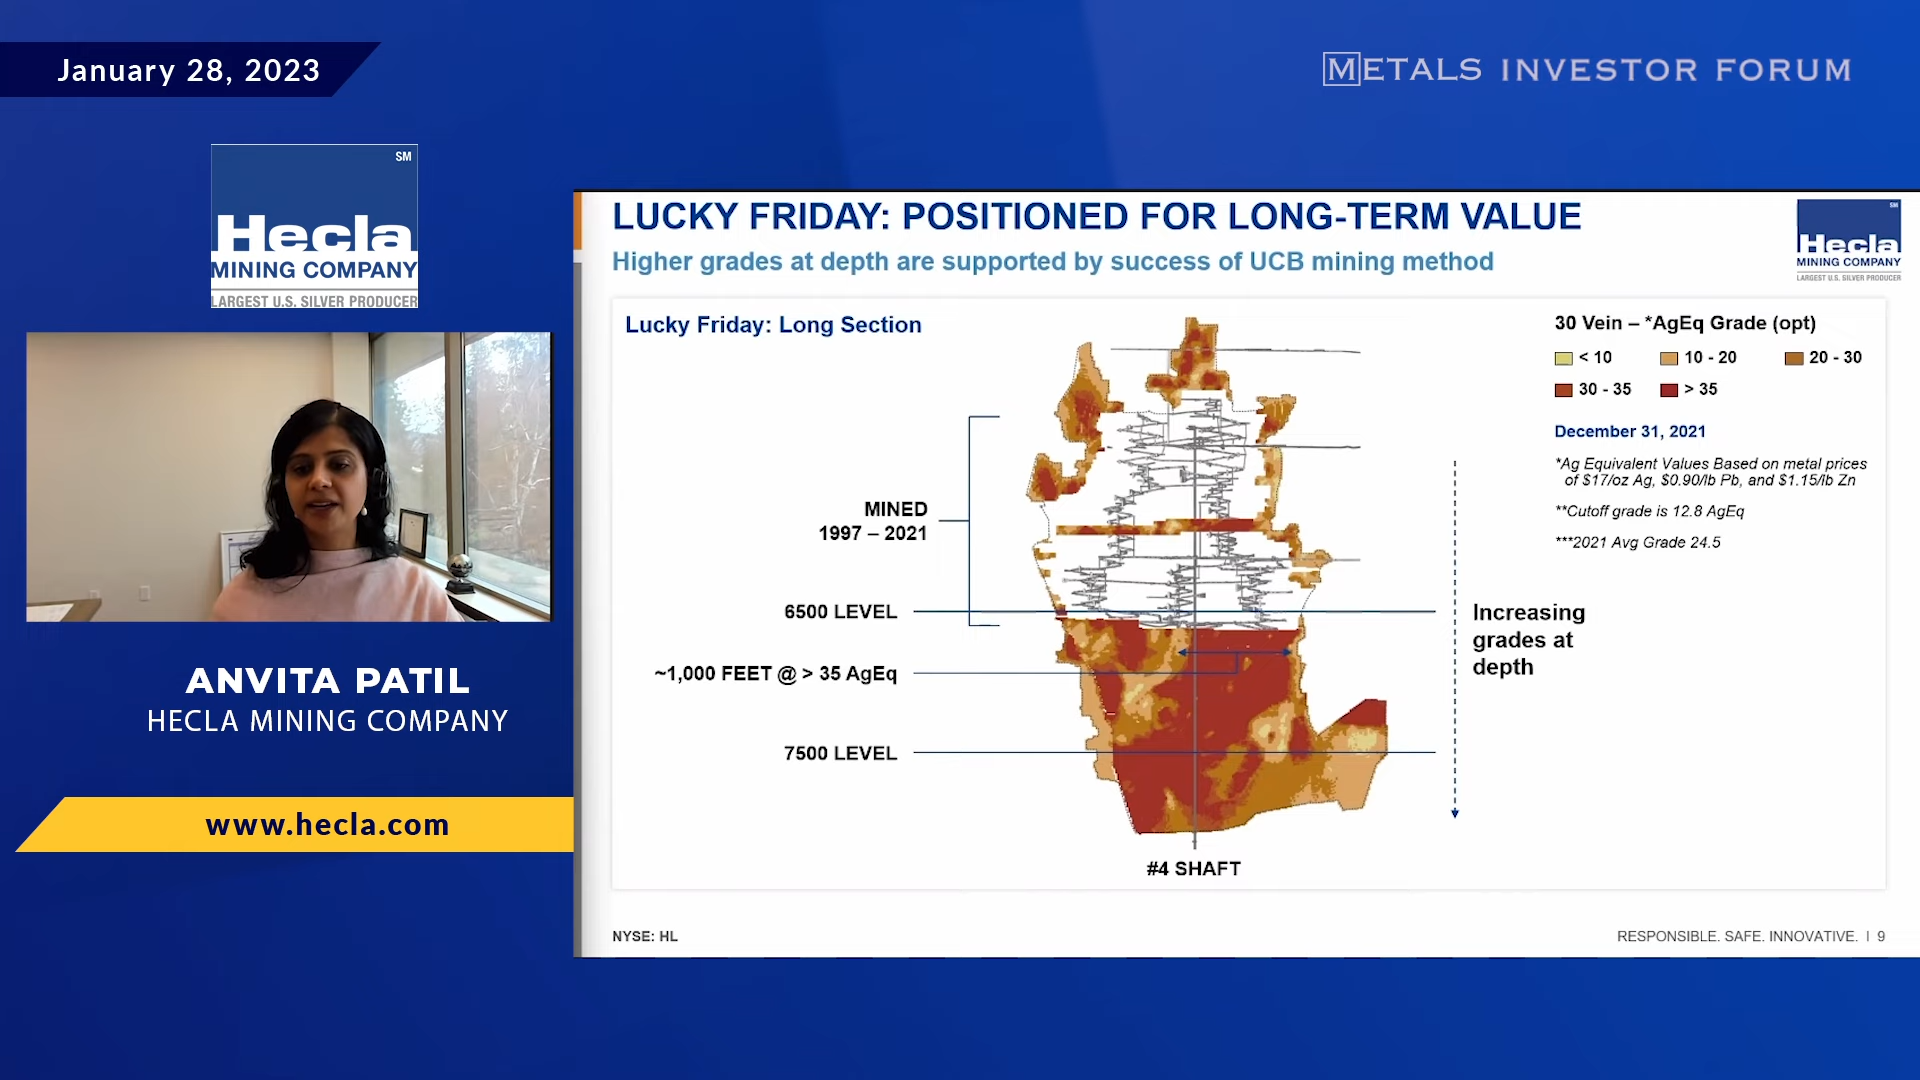 January 28, 2023
METALS INVESTOR FORUM
SM
Hecla
MINING COMPANY
LARGEST U.S. SILVER PRODUCER
ANVITA PATIL
HECLA MINING COMPANY
www.hecla.com
LUCKY FRIDAY: POSITIONED FOR LONG-TERM VALUE
Higher grades at depth are supported by success of UCB mining method
SM
Hecla
MINING COMPANY
LARGEST U.S. SILVER PRODUCER
Lucky Friday: Long Section
MINED
1997 – 2021
6500 LEVEL
~1,000 FEET @ > 35 AgEq
7500 LEVEL
#4 SHAFT
Increasing
grades at
depth
30 Vein – *AgEq Grade (opt)
< 10 10 - 20 20 - 30
30 - 35 > 35
December 31, 2021
*Ag Equivalent Values Based on metal prices
of $17/oz Ag, $0.90/lb Pb, and $1.15/lb Zn
**Cutoff grade is 12.8 AgEq
***2021 Avg Grade 24.5
NYSE: HL
RESPONSIBLE. SAFE. INNOVATIVE. | 9